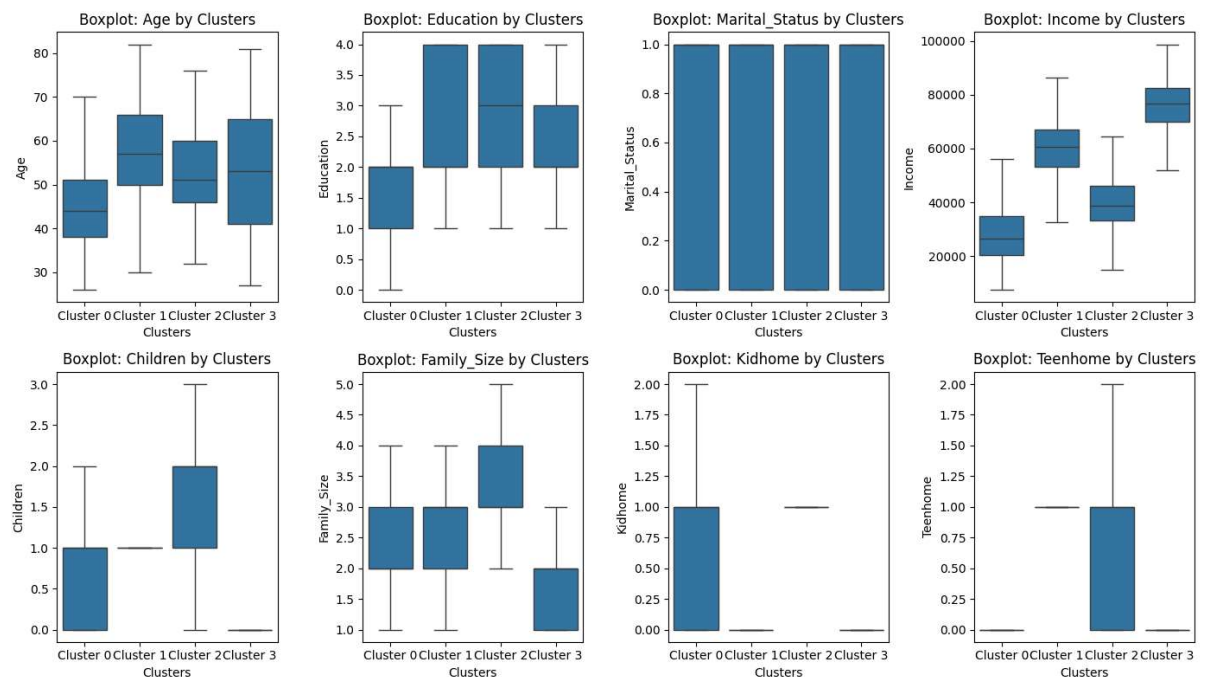 Boxplot: Age by Clusters
80
70
60
50
40
30
Age
Cluster 0 Cluster 1 Cluster 2 Cluster 3
Clusters
Boxplot: Education by Clusters
4.0
3.5
3.0
2.5
2.0
1.5
1.0
0.5
0.0
Education
Cluster 0 Cluster 1 Cluster 2 Cluster 3
Clusters
Boxplot: Marital_Status by Clusters
1.0
0.8
0.6
0.4
0.2
0.0
Marital_Status
Cluster 0 Cluster 1 Cluster 2 Cluster 3
Clusters
Boxplot: Income by Clusters
100000
80000
60000
40000
20000
Income
Cluster 0 Cluster 1 Cluster 2 Cluster 3
Clusters
Boxplot: Children by Clusters
3.0
2.5
2.0
1.5
1.0
0.5
0.0
Children
Cluster 0 Cluster 1 Cluster 2 Cluster 3
Clusters
Boxplot: Family_Size by Clusters
5.0
4.5
4.0
3.5
3.0
2.5
2.0
1.5
1.0
Family_Size
Cluster 0 Cluster 1 Cluster 2 Cluster 3
Clusters
Boxplot: Kidhome by Clusters
2.00
1.75
1.50
1.25
1.00
0.75
0.50
0.25
0.00
Kidhome
Cluster 0 Cluster 1 Cluster 2 Cluster 3
Clusters
Boxplot: Teenhome by Clusters
2.00
1.75
1.50
1.25
1.00
0.75
0.50
0.25
0.00
Teenhome
Cluster 0 Cluster 1 Cluster 2 Cluster 3
Clusters